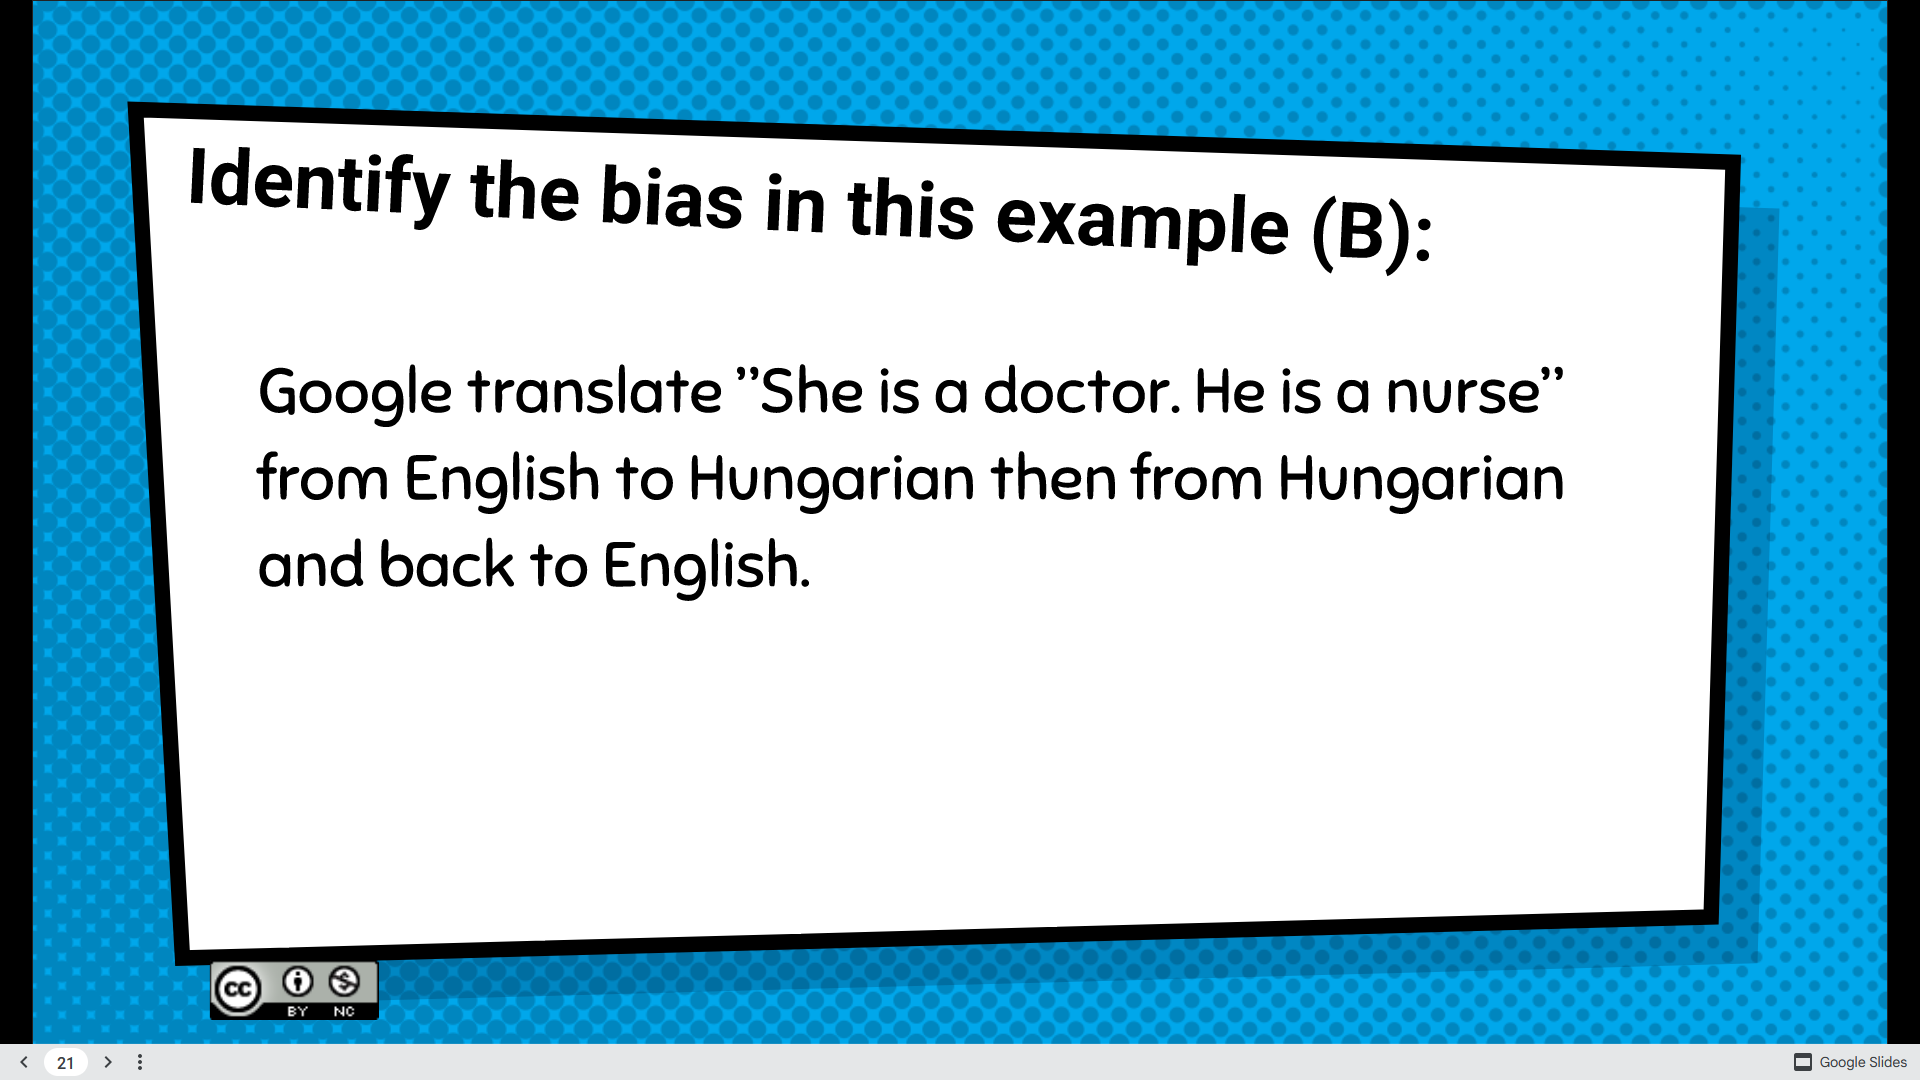 Identify the bias in this example (B):
Google translate ”She is a doctor. He is a nurse”
from English to Hungarian then from Hungarian
and back to English.
cc
BY NC
21
Google Slides